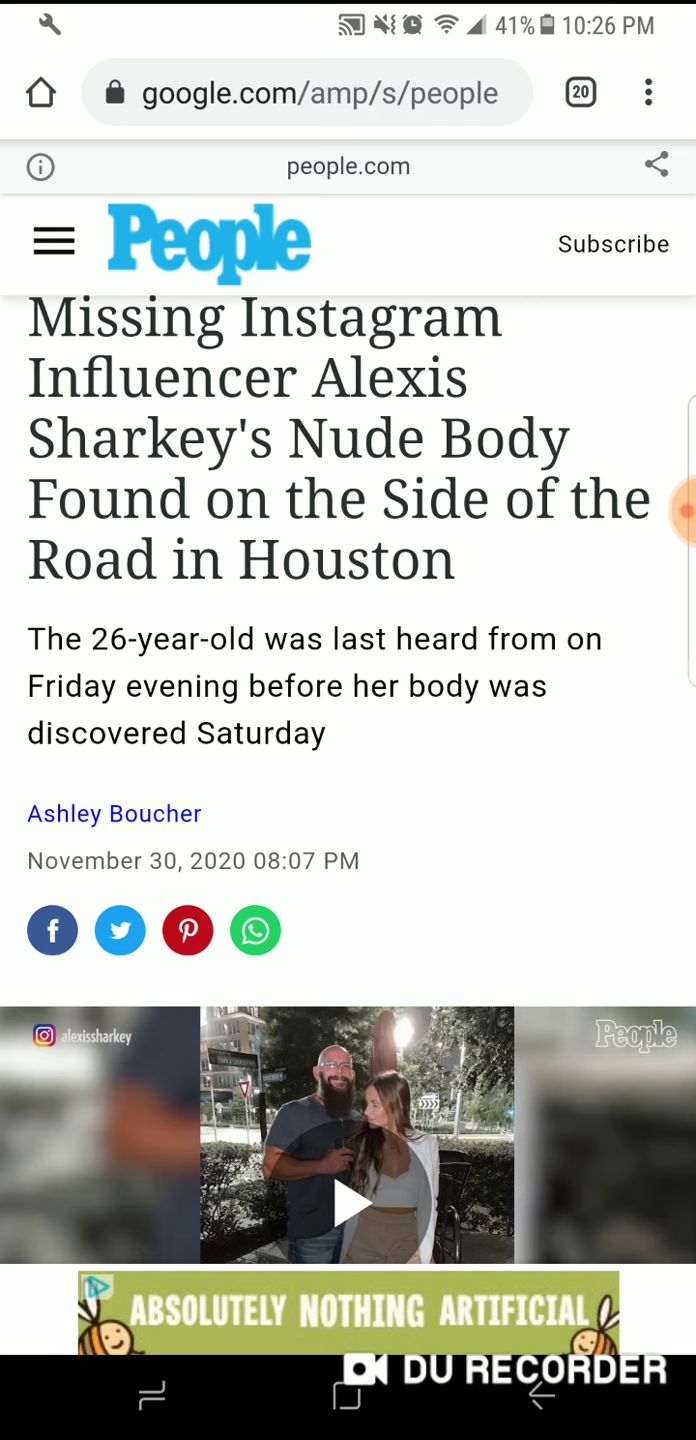 41% 10:26 PM
google.com/amp/s/people
20
people.com
People
Subscribe
Missing Instagram
Influencer Alexis
Sharkey's Nude Body
Found on the Side of the
Road in Houston
The 26-year-old was last heard from on
Friday evening before her body was
discovered Saturday
Ashley Boucher
November 30, 2020 08:07 PM
alexissharkey
People
ABSOLUTELY NOTHING ARTIFICIAL
DU RECORDER